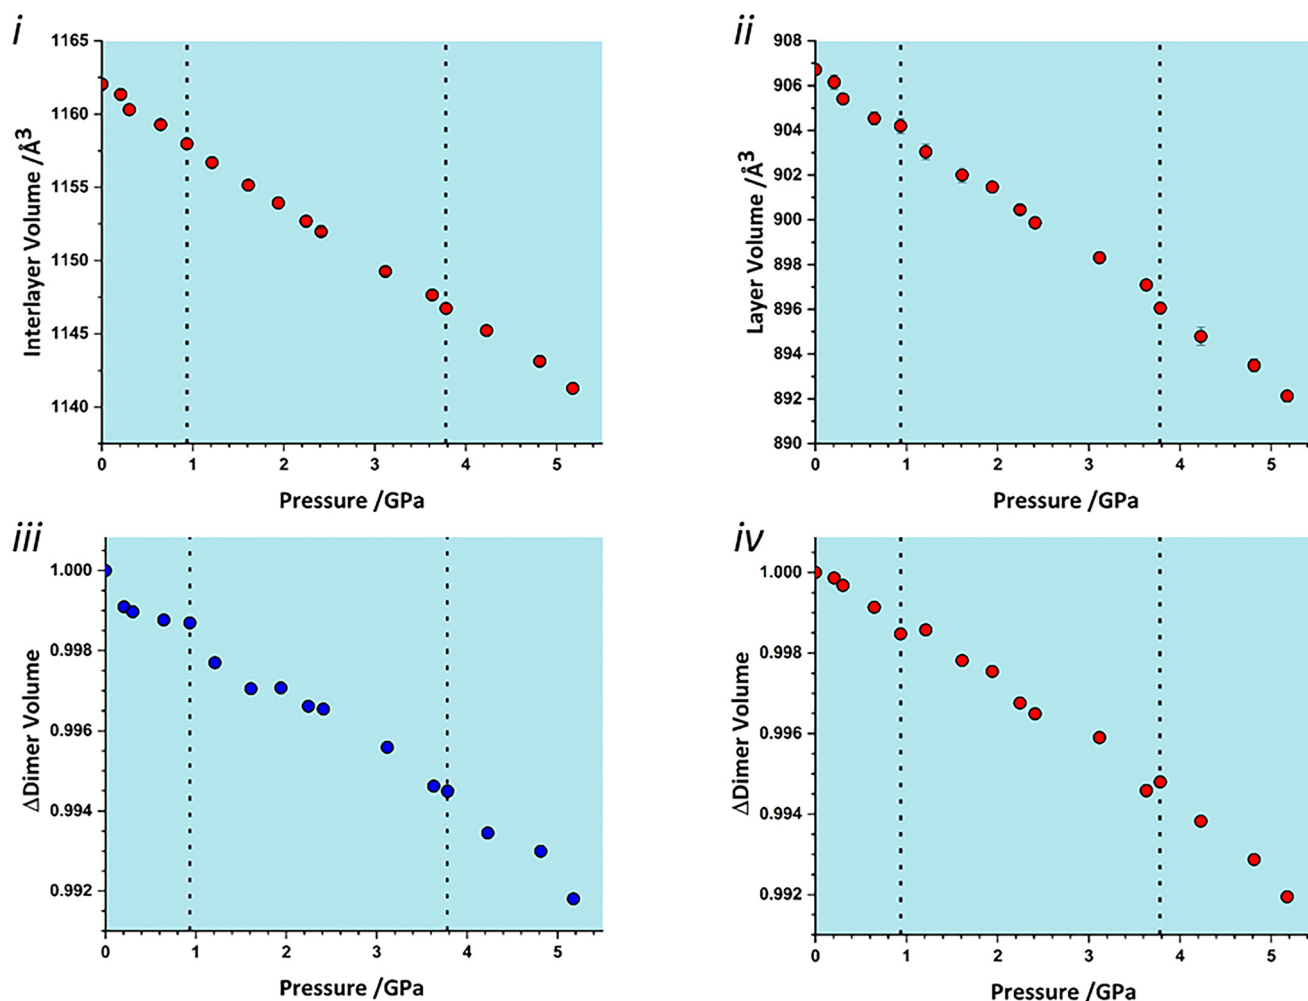 i
Interlayer Volume /Å³
1165
1160
1155
1150
1145
1140
0 1 2 3 4 5
Pressure /GPa
ii
Layer Volume /Å³
908
906
904
902
900
898
896
894
892
890
0 1 2 3 4 5
Pressure /GPa
iii
ΔDimer Volume
1.000
0.998
0.996
0.994
0.992
0 1 2 3 4 5
Pressure /GPa
iv
ΔDimer Volume
1.000
0.998
0.996
0.994
0.992
0 1 2 3 4 5
Pressure /GPa